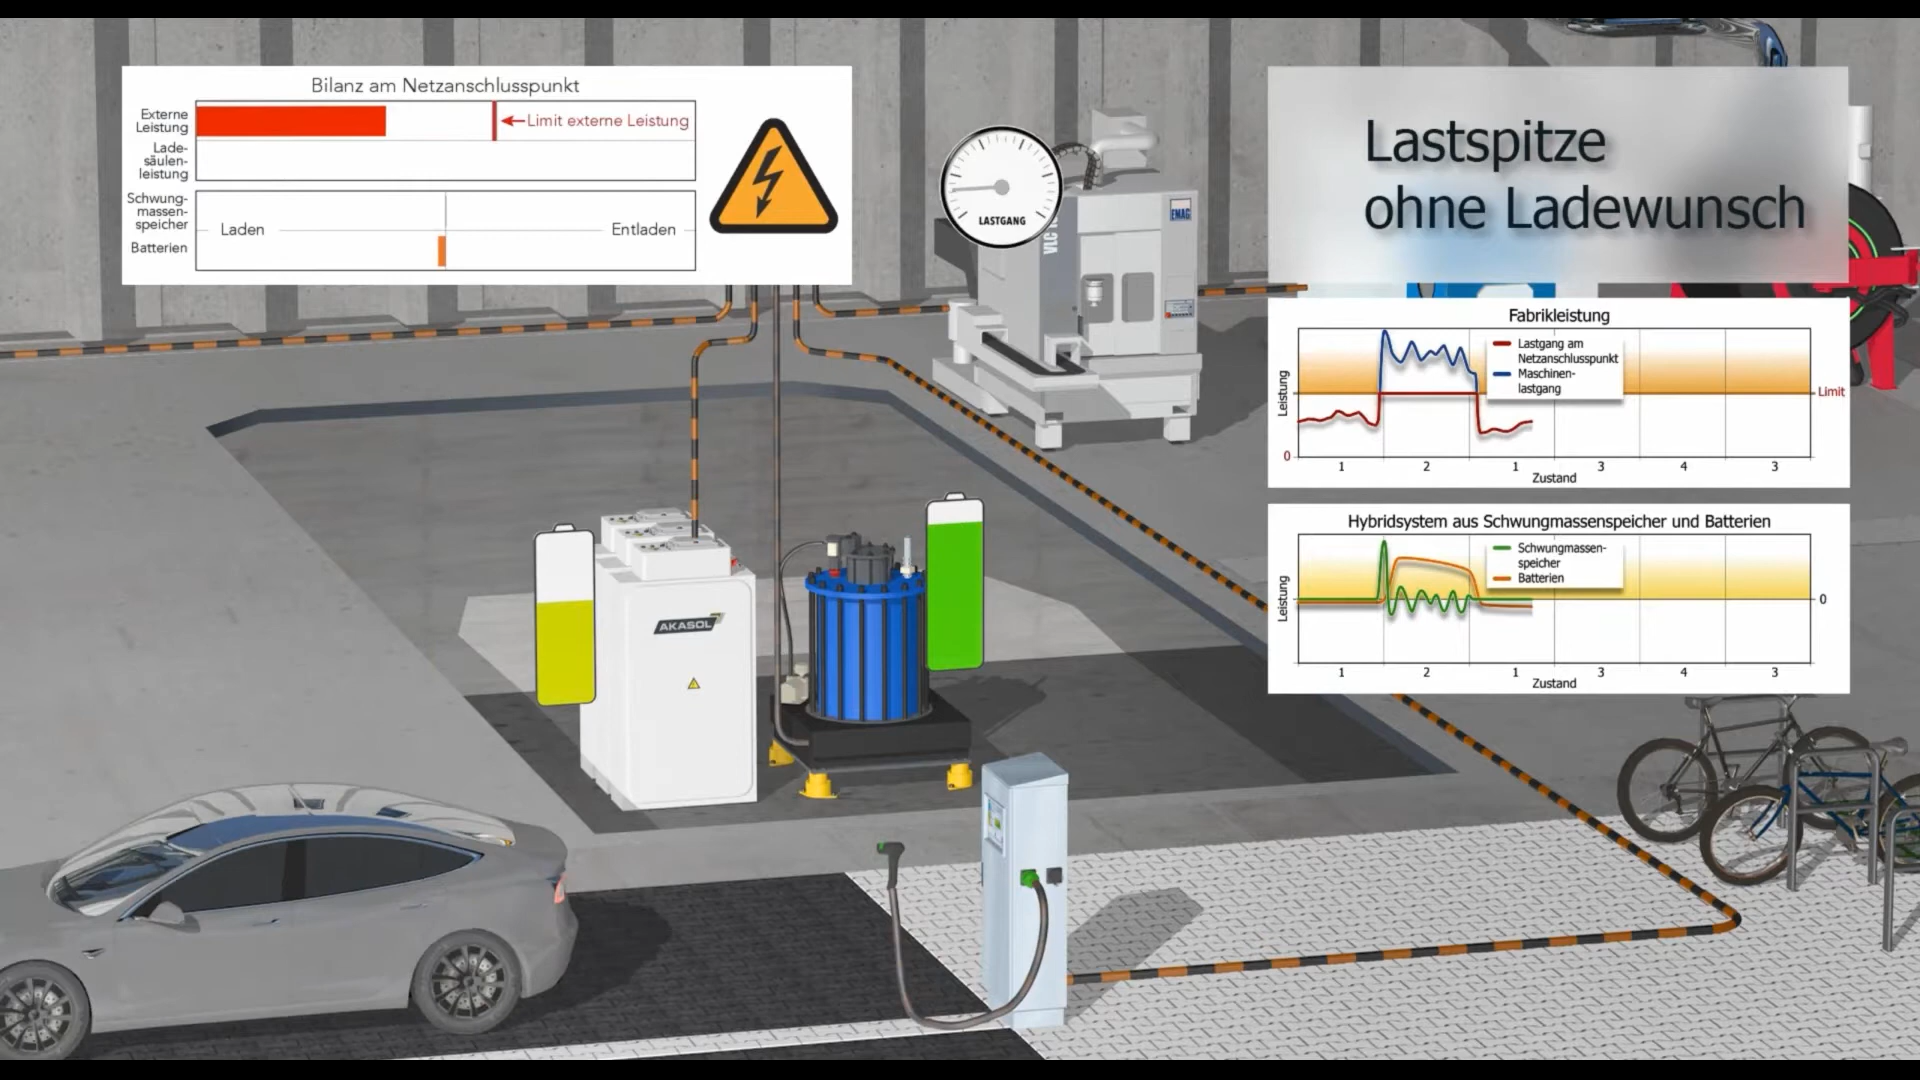 Bilanz am Netzanschlusspunkt
Externe
Leistung
Limit externe Leistung
Lade-
säulen-
leistung
Schwung-
massen-
speicher
Laden
Entladen
Batterien
LASTGANG
EMAG
VLC
AKASOL
Lastspitze
ohne Ladewunsch
Fabrikleistung
Lastgang am
Netzanschlusspunkt
Maschinen-
lastgang
Leistung
Limit
0
1 2 1 3 4 3
Zustand
Hybridsystem aus Schwungmassenspeicher und Batterien
Schwungmassen-
speicher
Batterien
Leistung
0
1 2 1 3 4 3
Zustand